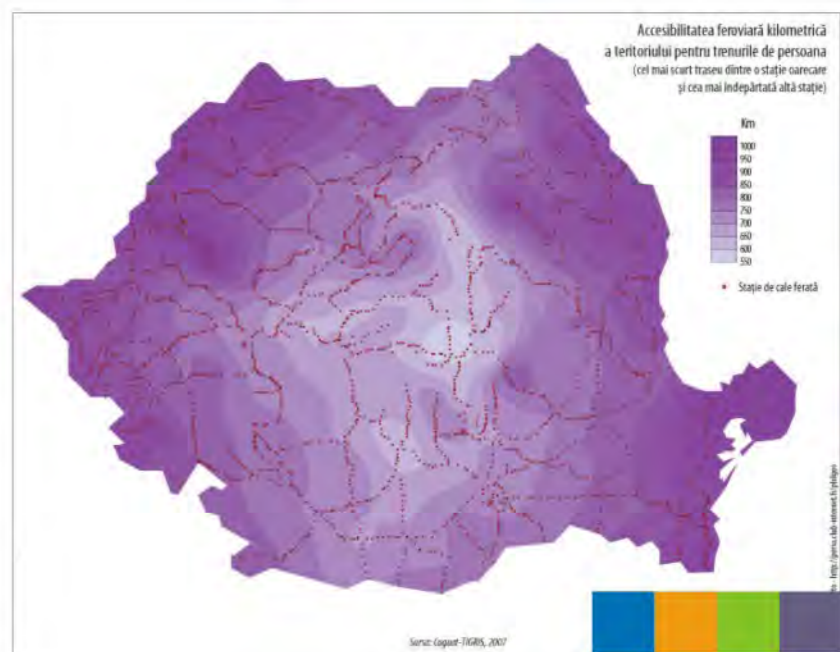 Accesibilitatea feroviară kilometrică
a teritoriului pentru trenurile de persoana
(cel mai scurt traseu dintre o stație oarecare
și cea mai îndepărtată altă stație)
Km
1000
950
900
850
800
750
700
650
600
550
Stație de cale ferată
Sursa: Coguat-TIGRIS, 2007